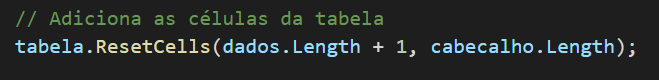 // Adiciona as células da tabela
tabela.ResetCells(dados.Length + 1, cabecalho.Length);